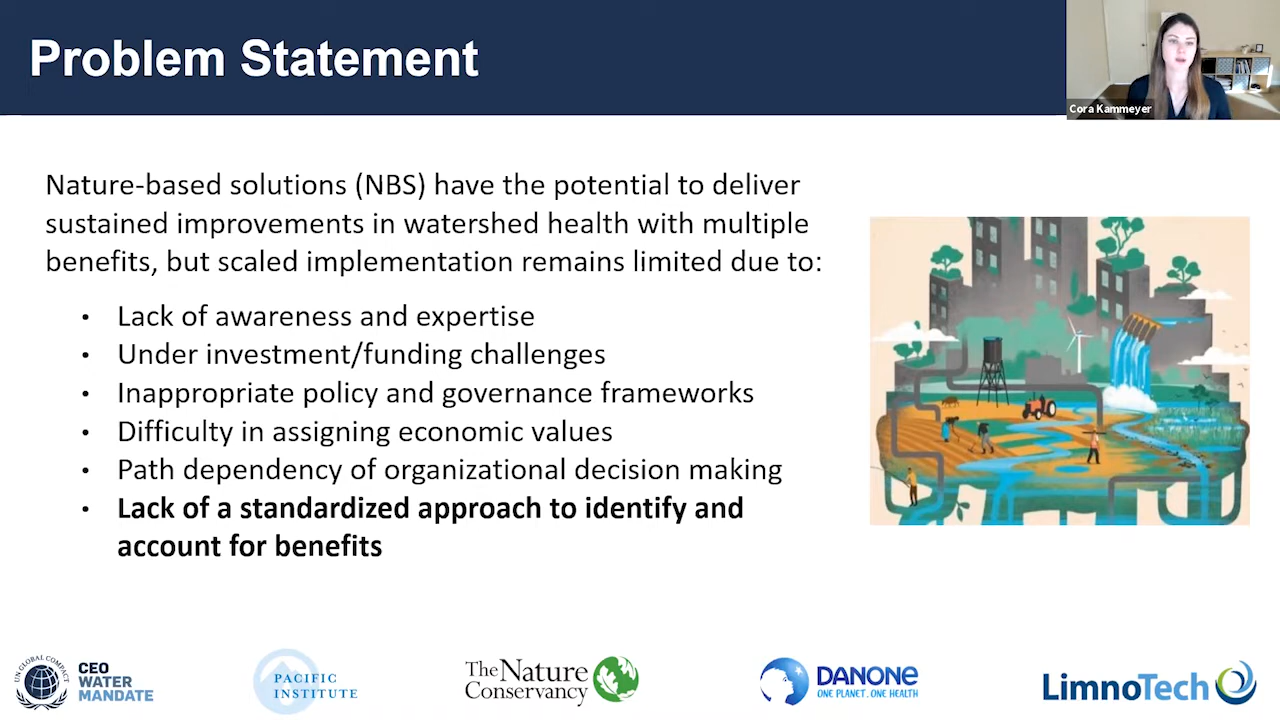 Problem Statement
Cora Kammeyer
Nature-based solutions (NBS) have the potential to deliver
sustained improvements in watershed health with multiple
benefits, but scaled implementation remains limited due to:
• Lack of awareness and expertise
• Under investment/funding challenges
• Inappropriate policy and governance frameworks
• Difficulty in assigning economic values
• Path dependency of organizational decision making
• Lack of a standardized approach to identify and
account for benefits
UN GLOBAL COMPACT
CEO
WATER
MANDATE
PACIFIC
INSTITUTE
The Nature
Conservancy
DANONE
ONE PLANET. ONE HEALTH
LimnoTech